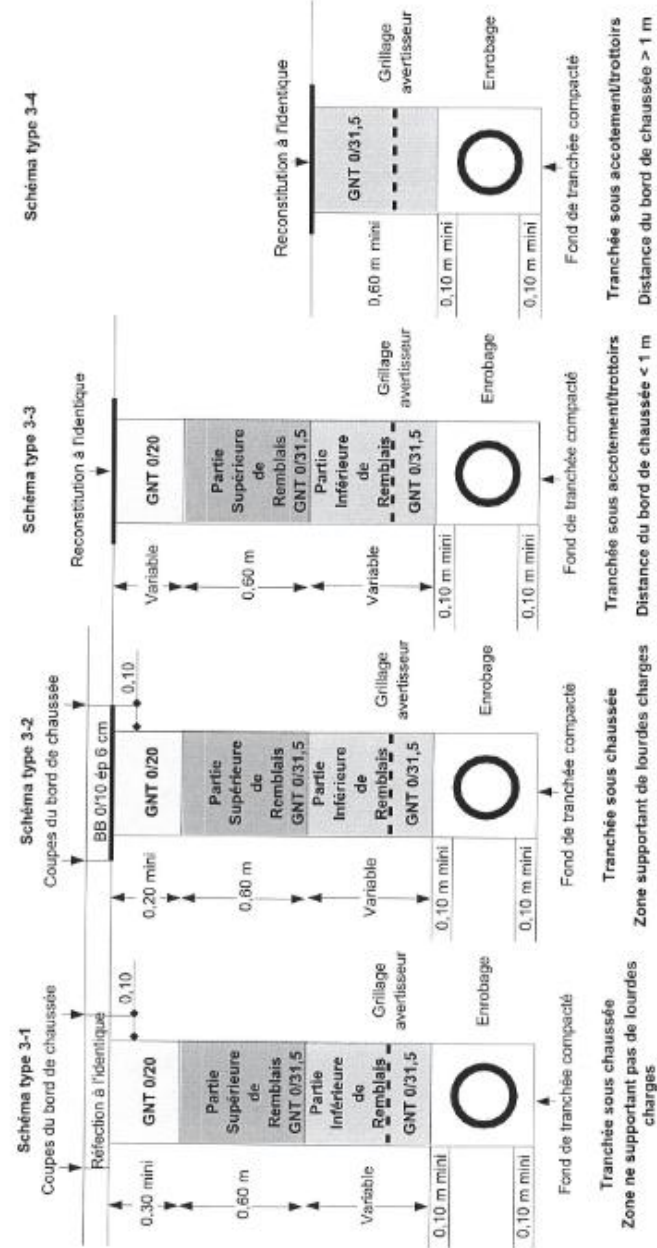 Schéma type 3-1
Coupes du bord de chaussée
Réfection à l'identique
0,10
0,30 mini
GNT 0/20
0,60 m
Partie
Supérieure
de
Remblais
GNT 0/31,5
Variable
Partie
Inférieure
de
Remblais
GNT 0/31,5
Grillage
avertisseur
0,10 m mini
Enrobage
0,10 m mini
Fond de tranchée compacté
Tranchée sous chaussée
Zone ne supportant pas de lourdes
charges
Schéma type 3-2
Coupes du bord de chaussée
BB 0/10 ép 6 cm
0,10
0,20 mini
GNT 0/20
0,60 m
Partie
Supérieure
de
Remblais
GNT 0/31,5
Variable
Partie
Inférieure
de
Remblais
GNT 0/31,5
Grillage
avertisseur
0,10 m mini
Enrobage
0,10 m mini
Fond de tranchée compacté
Tranchée sous chaussée
Zone supportant de lourdes charges
Schéma type 3-3
Reconstitution à l'identique
Variable
GNT 0/20
0,60 m
Partie
Supérieure
de
Remblais
GNT 0/31,5
Variable
Partie
Inférieure
de
Remblais
GNT 0/31,5
Grillage
avertisseur
0,10 m mini
Enrobage
0,10 m mini
Fond de tranchée compacté
Tranchée sous accotement/trottoirs
Distance du bord de chaussée < 1 m
Schéma type 3-4
Reconstitution à l'identique
0,60 m mini
GNT 0/31,5
Grillage
avertisseur
0,10 m mini
Enrobage
0,10 m mini
Fond de tranchée compacté
Tranchée sous accotement/trottoirs
Distance du bord de chaussée > 1 m